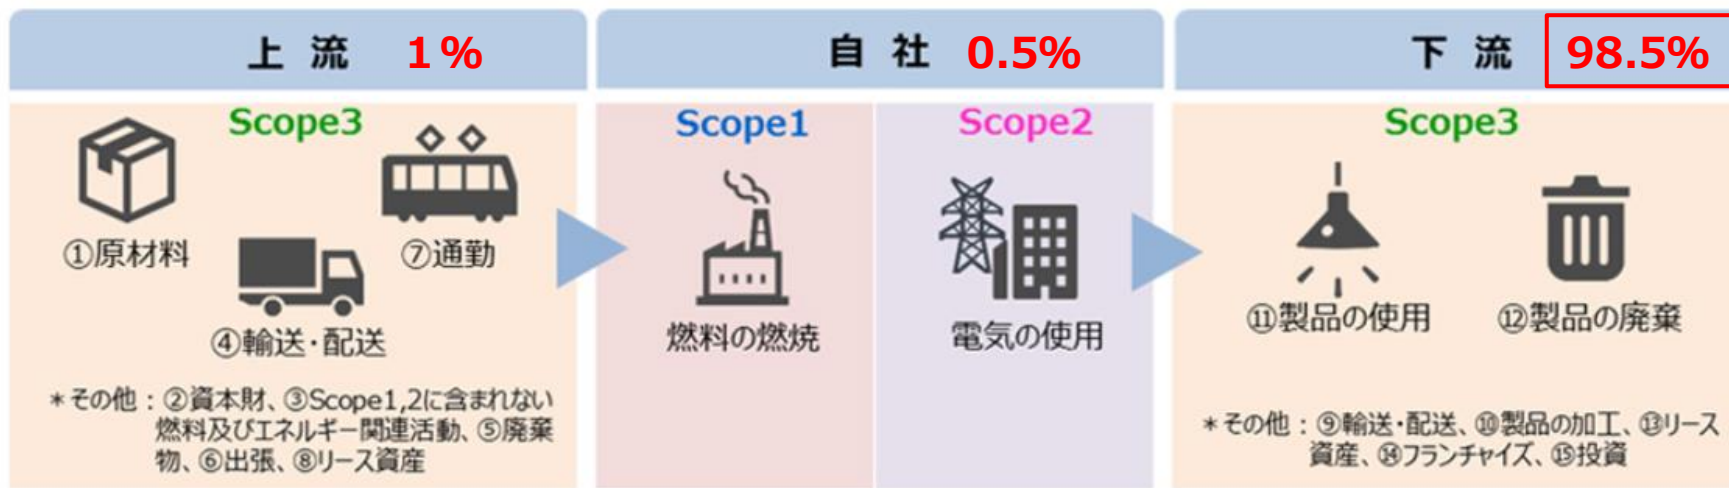 上 流 1%
自 社 0.5%
下 流 98.5%
Scope3
①原材料
⑦通勤
④輸送・配送
＊その他：②資本財、③Scope1,2に含まれない
燃料及びエネルギー関連活動、⑤廃棄
物、⑥出張、⑧リース資産
Scope1
燃料の燃焼
Scope2
電気の使用
Scope3
⑪製品の使用
⑫製品の廃棄
＊その他：⑨輸送・配送、⑩製品の加工、⑬リース
資産、⑭フランチャイズ、⑮投資